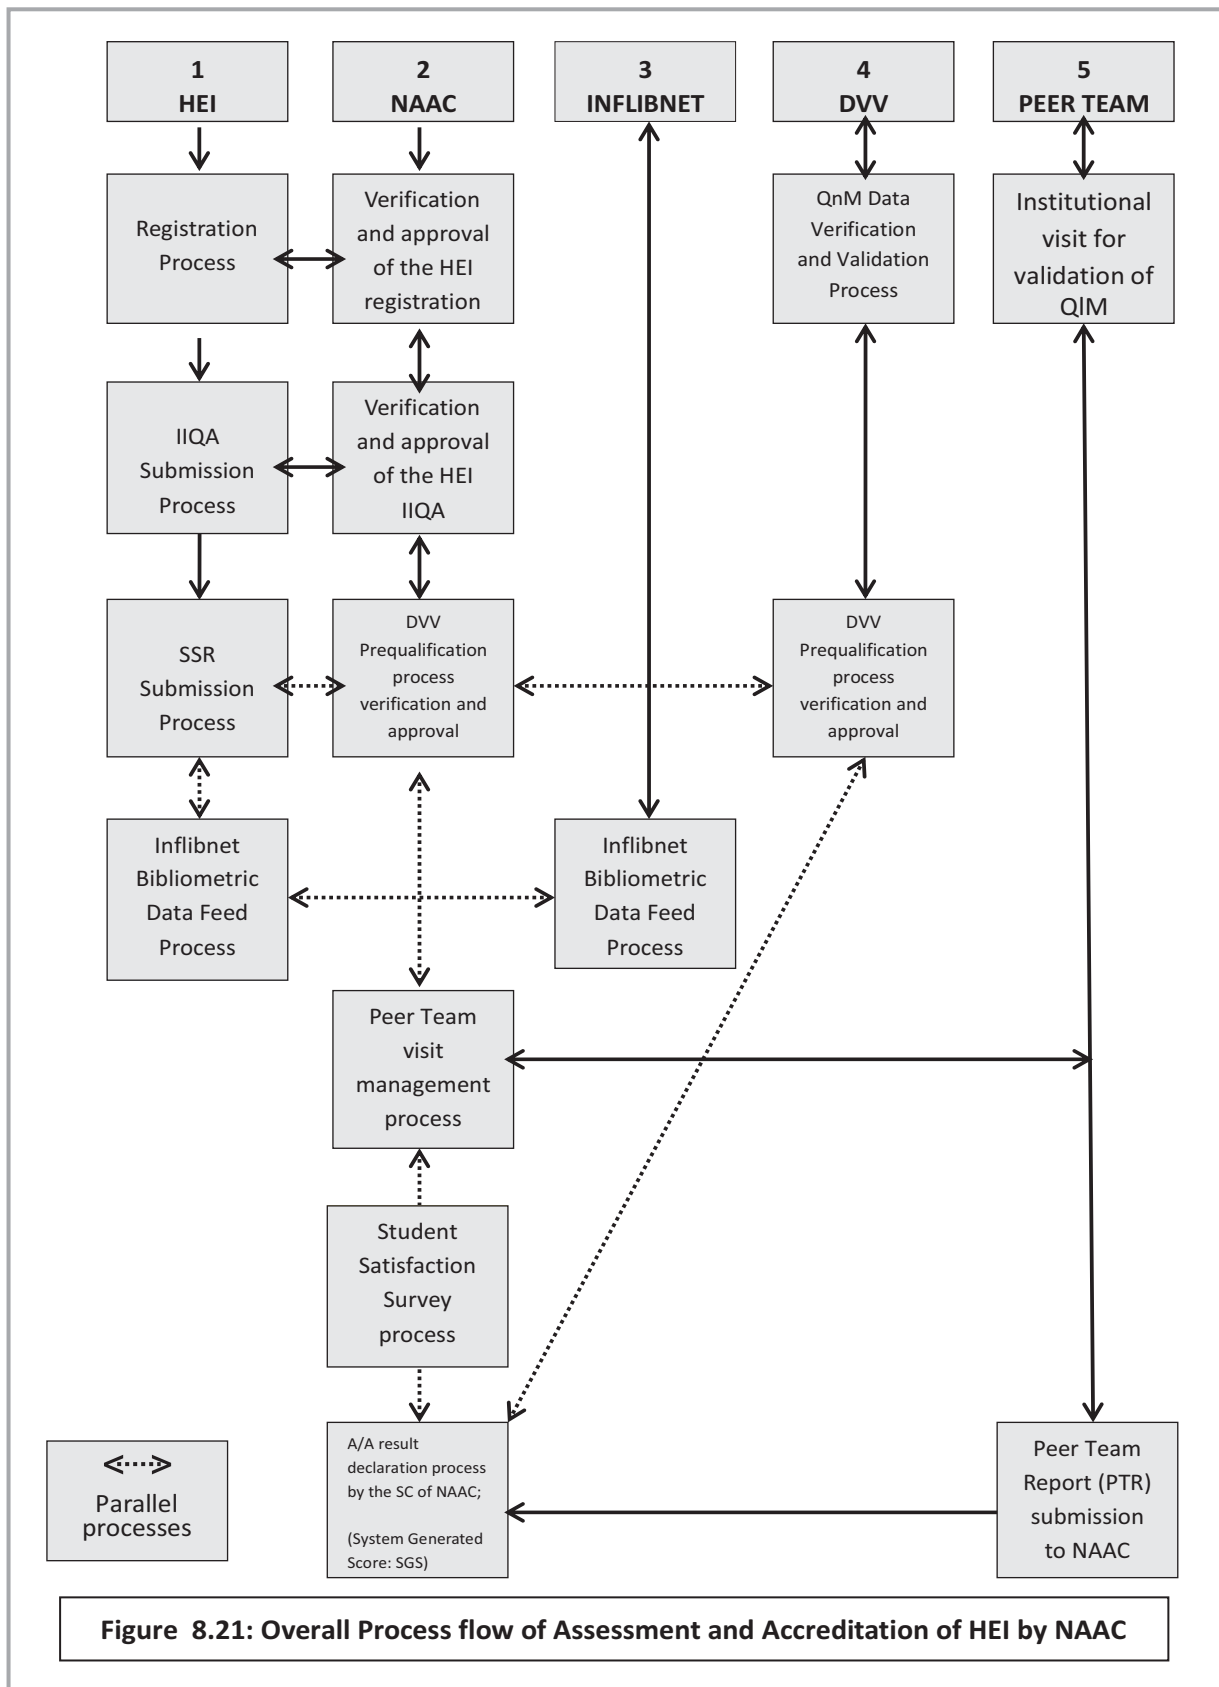 1
HEI
2
NAAC
3
INFLIBNET
4
DVV
5
PEER TEAM
Registration
Process
Verification
and approval
of the HEI
registration
QnM Data
Verification
and Validation
Process
Institutional
visit for
validation of
QlM
IIQA
Submission
Process
Verification
and approval
of the HEI
IIQA
SSR
Submission
Process
DVV
Prequalification
process
verification and
approval
DVV
Prequalification
process
verification and
approval
Inflibnet
Bibliometric
Data Feed
Process
Inflibnet
Bibliometric
Data Feed
Process
Peer Team
visit
management
process
Student
Satisfaction
Survey
process
Parallel
processes
A/A result
declaration process
by the SC of NAAC;
(System Generated
Score: SGS)
Peer Team
Report (PTR)
submission
to NAAC
Figure 8.21: Overall Process flow of Assessment and Accreditation of HEI by NAAC